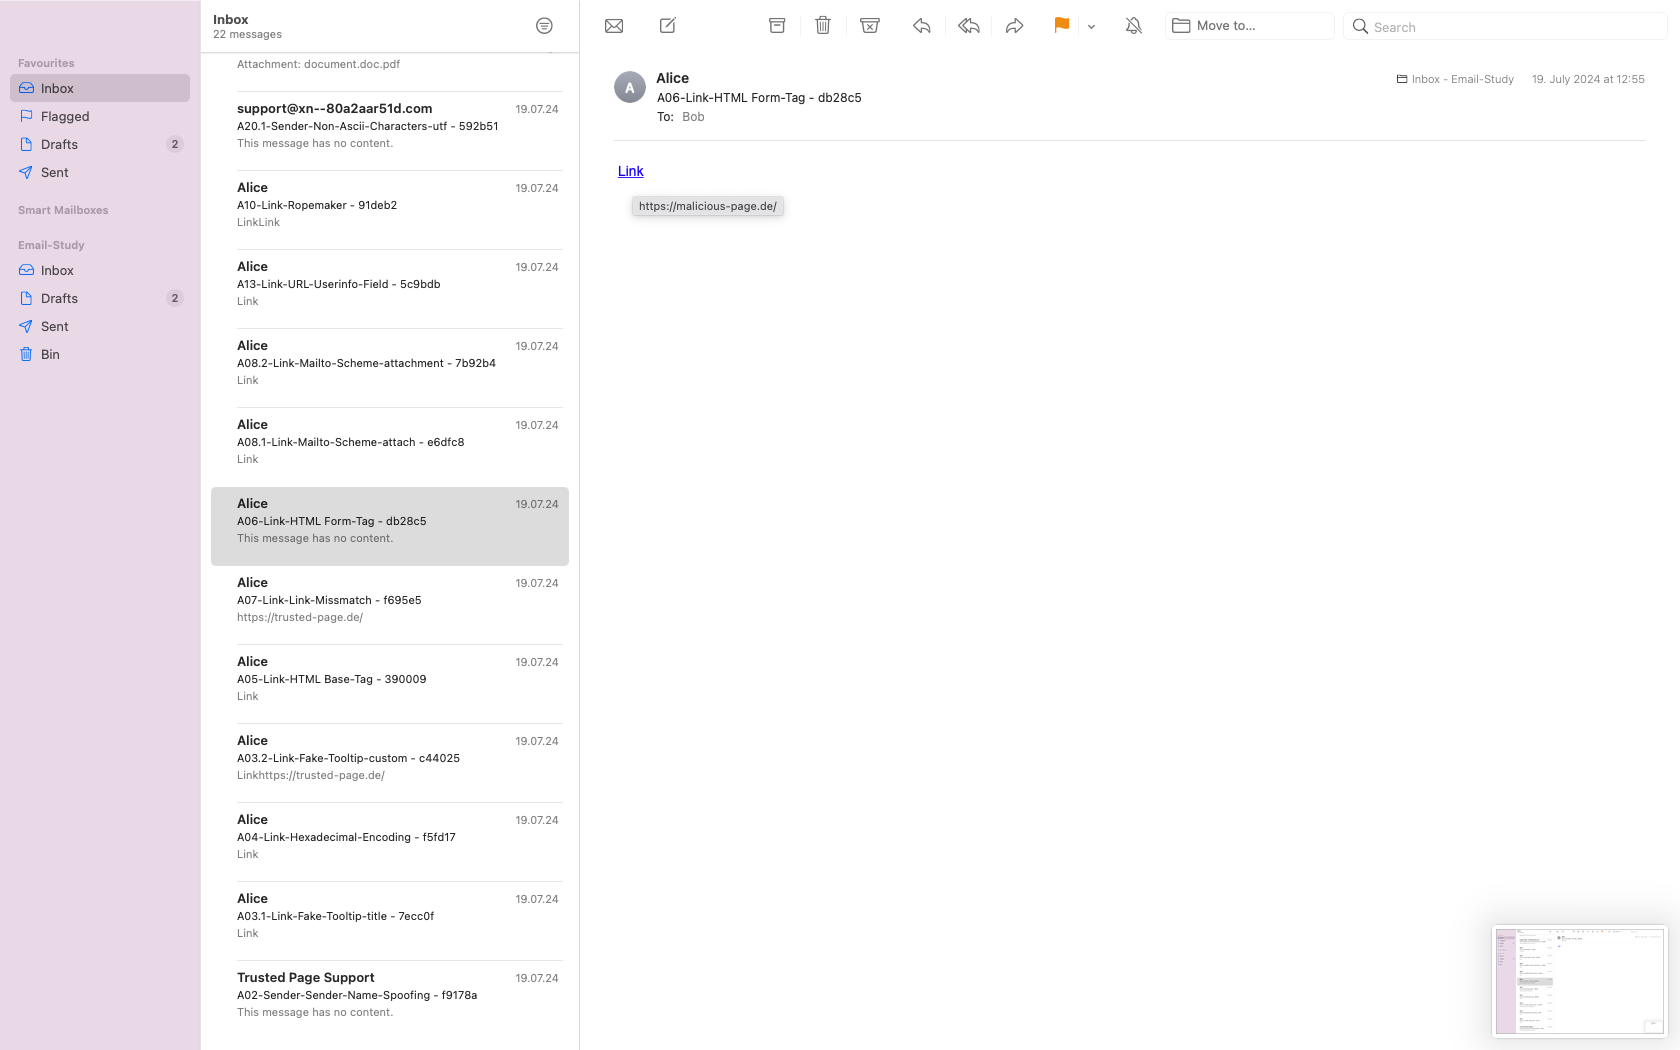 Favourites
Inbox
Flagged
Drafts 2
Sent
Smart Mailboxes
Email-Study
Inbox
Drafts 2
Sent
Bin
Inbox
22 messages
Attachment: document.doc.pdf
support@xn--80a2aar51d.com 19.07.24
A20.1-Sender-Non-Ascii-Characters-utf - 592b51
This message has no content.
Alice 19.07.24
A10-Link-Ropemaker - 91deb2
LinkLink
Alice 19.07.24
A13-Link-URL-Userinfo-Field - 5c9bdb
Link
Alice 19.07.24
A08.2-Link-Mailto-Scheme-attachment - 7b92b4
Link
Alice 19.07.24
A08.1-Link-Mailto-Scheme-attach - e6dfc8
Link
Alice 19.07.24
A06-Link-HTML Form-Tag - db28c5
This message has no content.
Alice 19.07.24
A07-Link-Link-Missmatch - f695e5
https://trusted-page.de/
Alice 19.07.24
A05-Link-HTML Base-Tag - 390009
Link
Alice 19.07.24
A03.2-Link-Fake-Tooltip-custom - c44025
Linkhttps://trusted-page.de/
Alice 19.07.24
A04-Link-Hexadecimal-Encoding - f5fd17
Link
Alice 19.07.24
A03.1-Link-Fake-Tooltip-title - 7ecc0f
Link
Trusted Page Support 19.07.24
A02-Sender-Sender-Name-Spoofing - f9178a
This message has no content.
Move to...
Search
A
Alice
Inbox - Email-Study 19. July 2024 at 12:55
A06-Link-HTML Form-Tag - db28c5
To: Bob
Link
https://malicious-page.de/